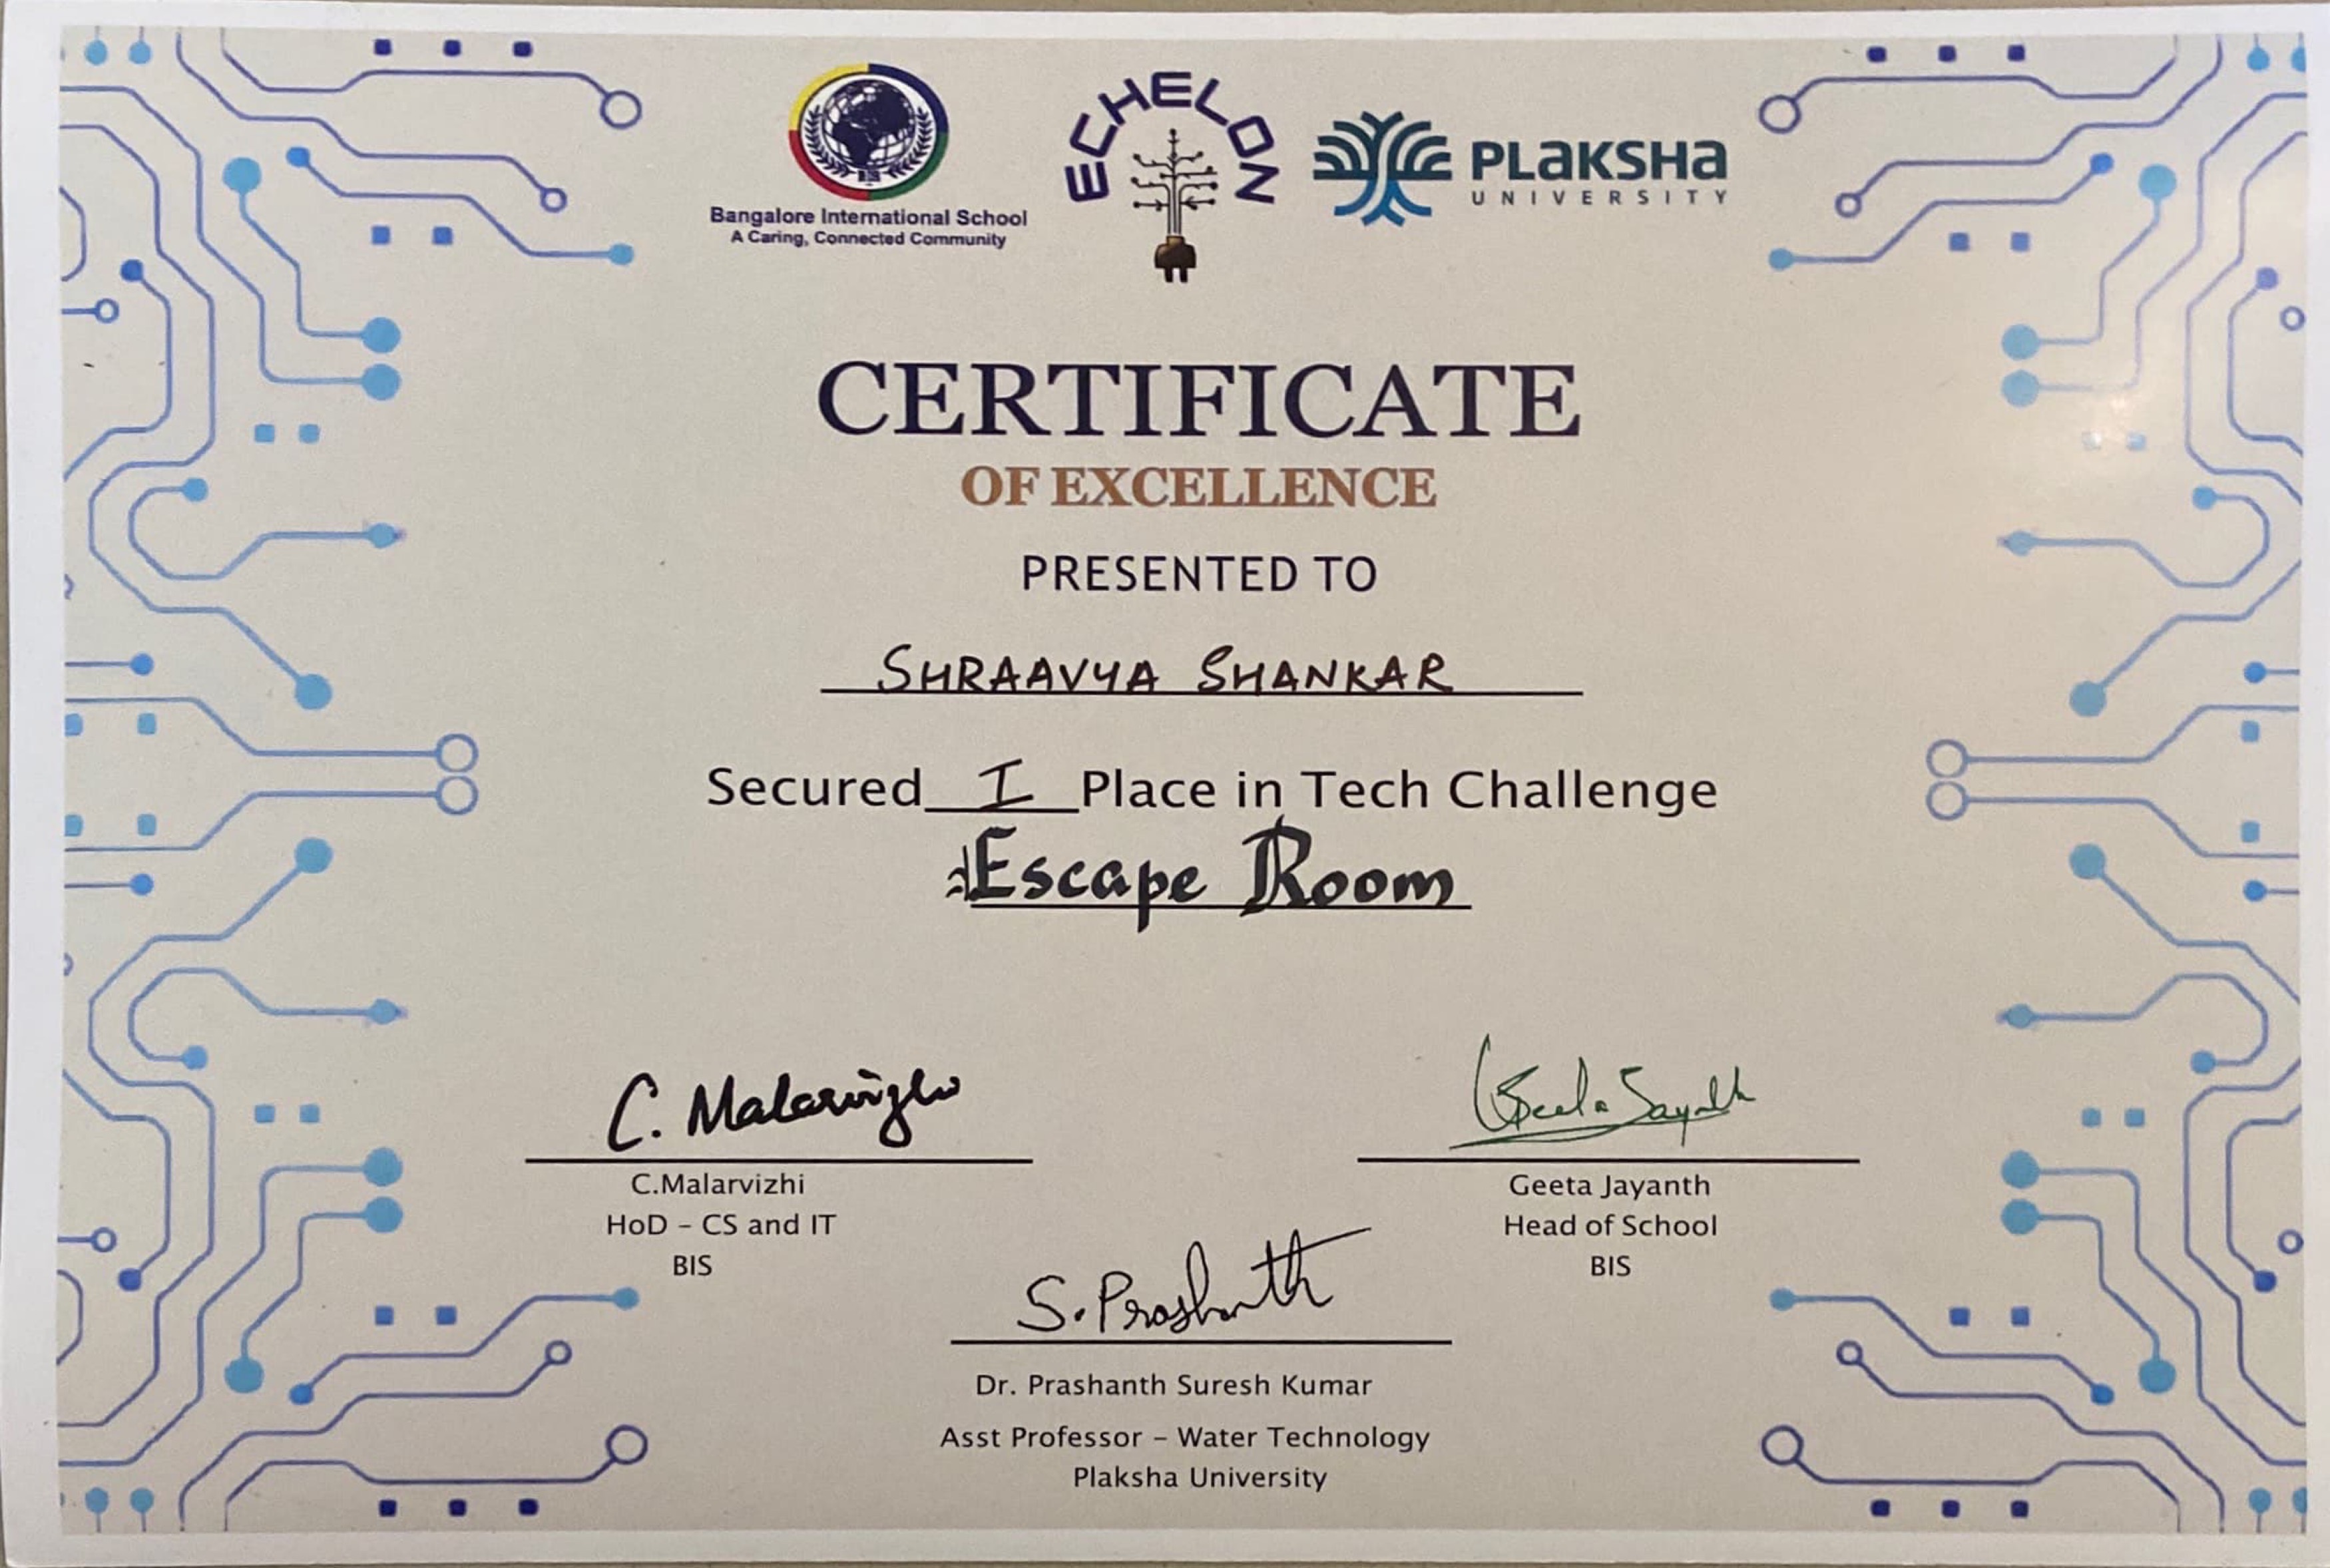 ECHELON
PLAKSHA
UNIVERSITY
BIS
Bangalore International School
A Caring, Connected Community
CERTIFICATE
OF EXCELLENCE
PRESENTED TO
SHRAAVYA SHANKAR
Secured I Place in Tech Challenge
Escape Room
C. Malarvizhi
Geeta Jayanth
C.Malarvizhi
Geeta Jayanth
HoD – CS and IT
Head of School
BIS
BIS
S. Prashanth
Dr. Prashanth Suresh Kumar
Asst Professor – Water Technology
Plaksha University